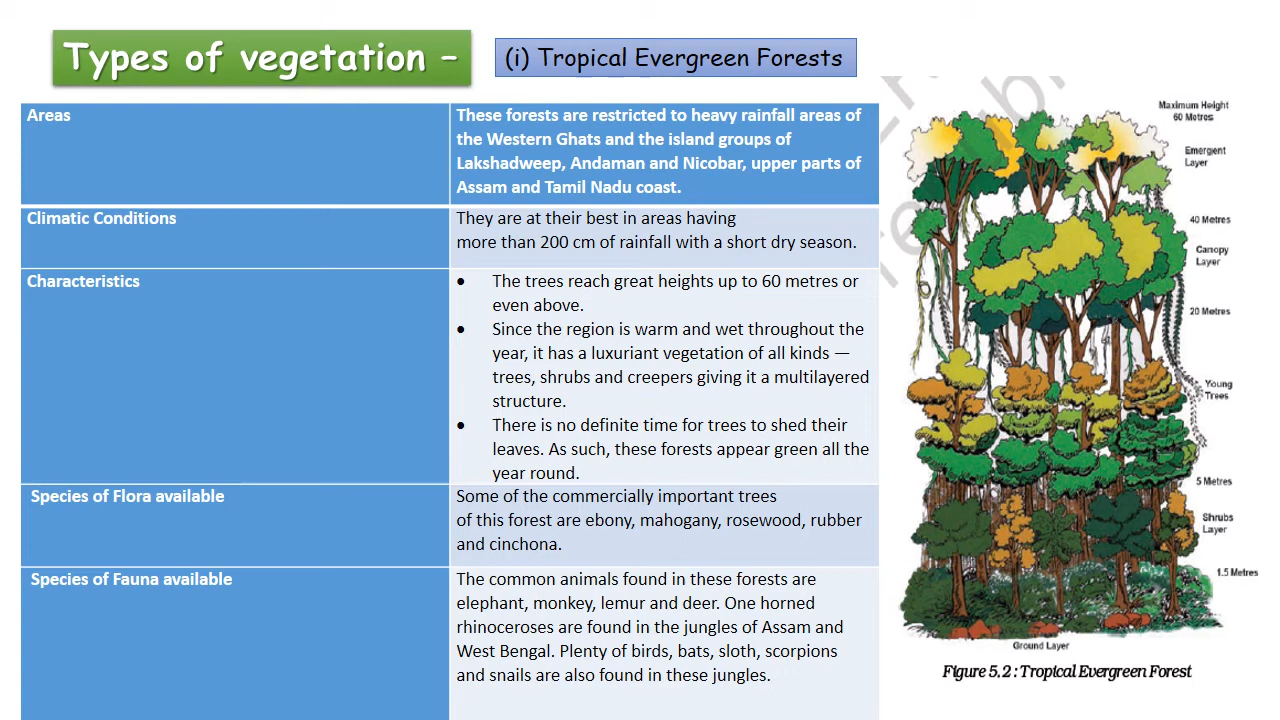 Types of vegetation –
(i) Tropical Evergreen Forests
Areas
These forests are restricted to heavy rainfall areas of
the Western Ghats and the island groups of
Lakshadweep, Andaman and Nicobar, upper parts of
Assam and Tamil Nadu coast.
Climatic Conditions
They are at their best in areas having
more than 200 cm of rainfall with a short dry season.
Characteristics
• The trees reach great heights up to 60 metres or
even above.
• Since the region is warm and wet throughout the
year, it has a luxuriant vegetation of all kinds —
trees, shrubs and creepers giving it a multilayered
structure.
• There is no definite time for trees to shed their
leaves. As such, these forests appear green all the
year round.
Species of Flora available
Some of the commercially important trees
of this forest are ebony, mahogany, rosewood, rubber
and cinchona.
Species of Fauna available
The common animals found in these forests are
elephant, monkey, lemur and deer. One horned
rhinoceroses are found in the jungles of Assam and
West Bengal. Plenty of birds, bats, sloth, scorpions
and snails are also found in these jungles.
Maximum Height
60 Metres
Emergent
Layer
40 Metres
Canopy
Layer
20 Metres
Young
Trees
5 Metres
Shrubs
Layer
1.5 Metres
Ground Layer
Figure 5.2 : Tropical Evergreen Forest